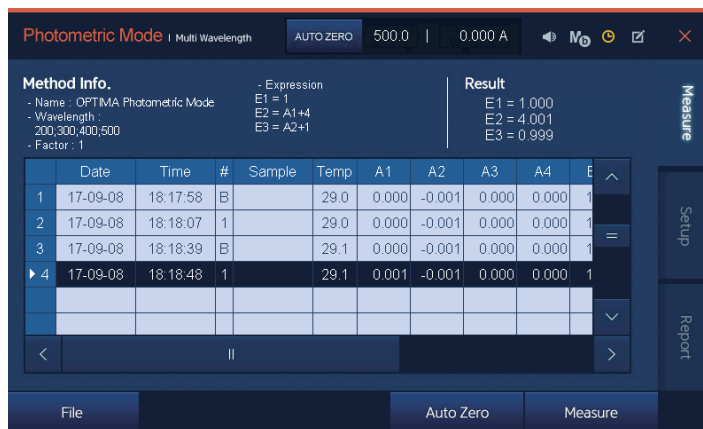 Photometric Mode | Multi Wavelength AUTO ZERO 500.0 | 0.000 A Mb
Method Info.
- Name : OPTIMA Photometric Mode
- Wavelength :
200;300;400;500
- Factor : 1
- Expression
E1 = 1
E2 = A1+4
E3 = A2+1
Result
E1 = 1.000
E2 = 4.001
E3 = 0.999
Date Time # Sample Temp A1 A2 A3 A4 E
1 17-09-08 18:17:58 B 29.0 0.000 -0.001 0.000 0.000 1
2 17-09-08 18:18:07 1 29.0 0.000 -0.001 0.000 0.000 1
3 17-09-08 18:18:39 B 29.1 0.000 -0.001 0.000 0.000 1
4 17-09-08 18:18:48 1 29.1 0.001 -0.001 0.000 0.000 1
Measure
Setup
Report
File Auto Zero Measure